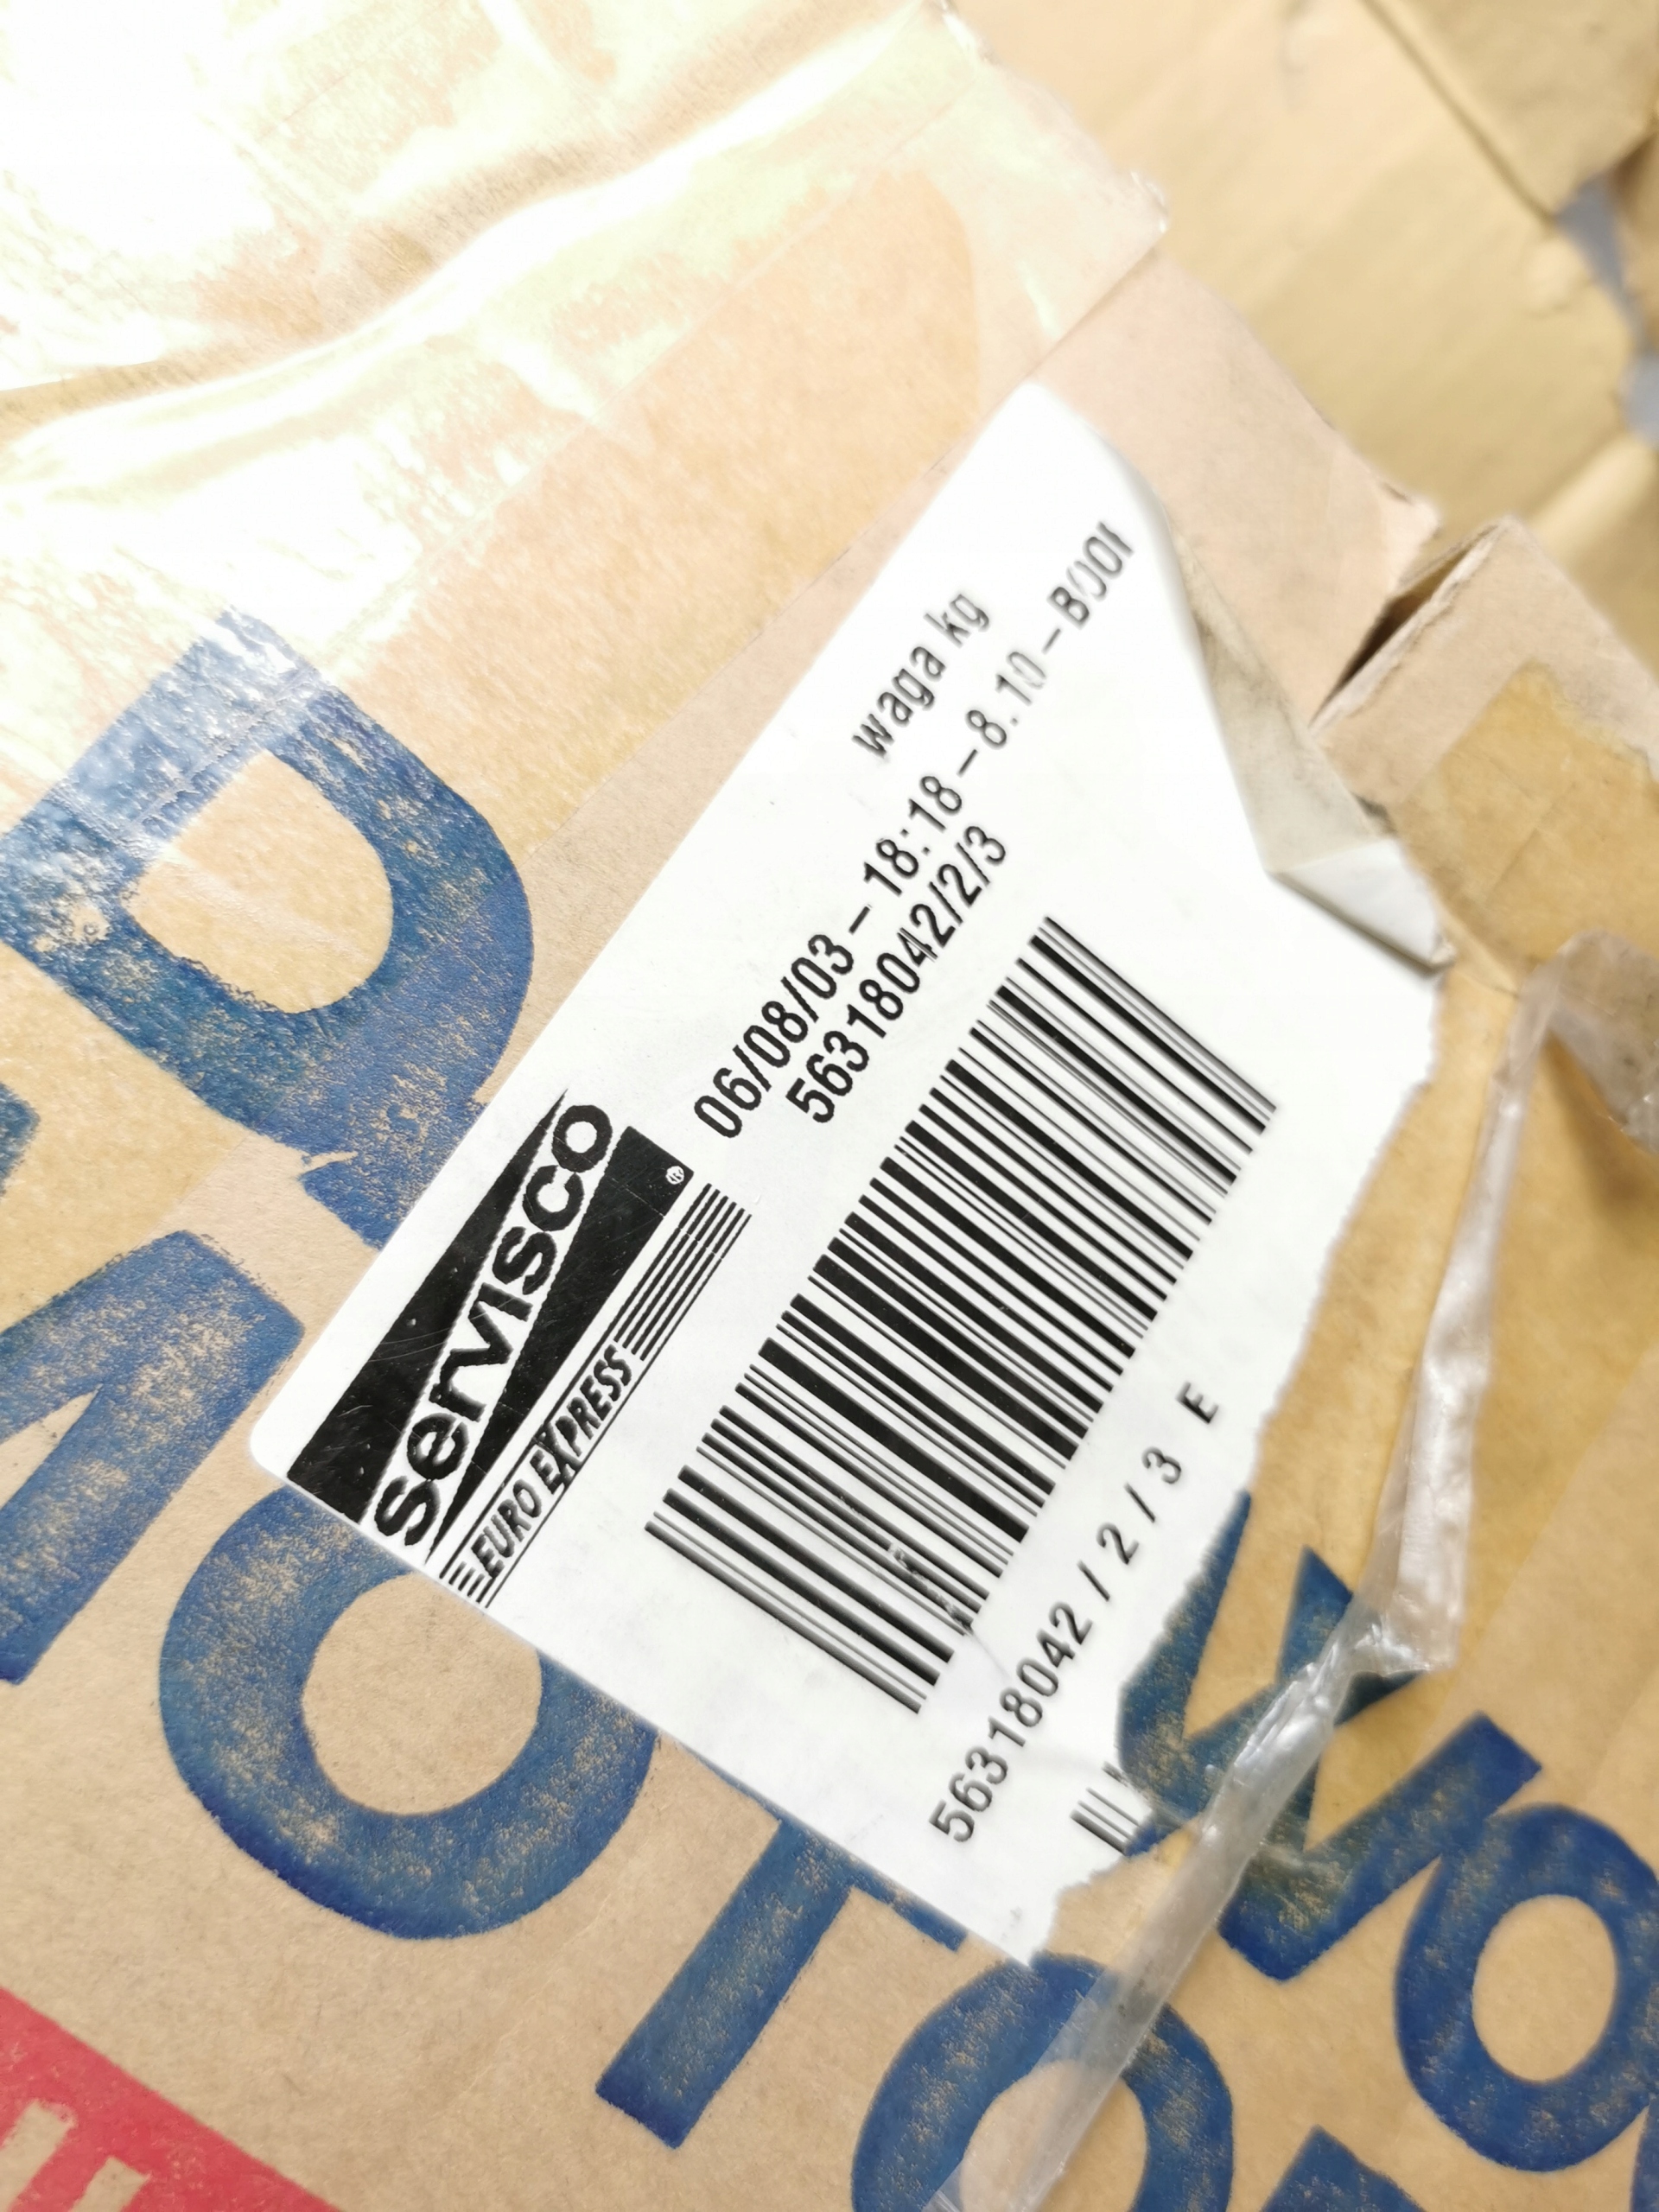 servisco
EURO EXPRESS
waga kg
06/08/03–18:18–8.10–B001
56318042/2/3
56318042/2/3 E